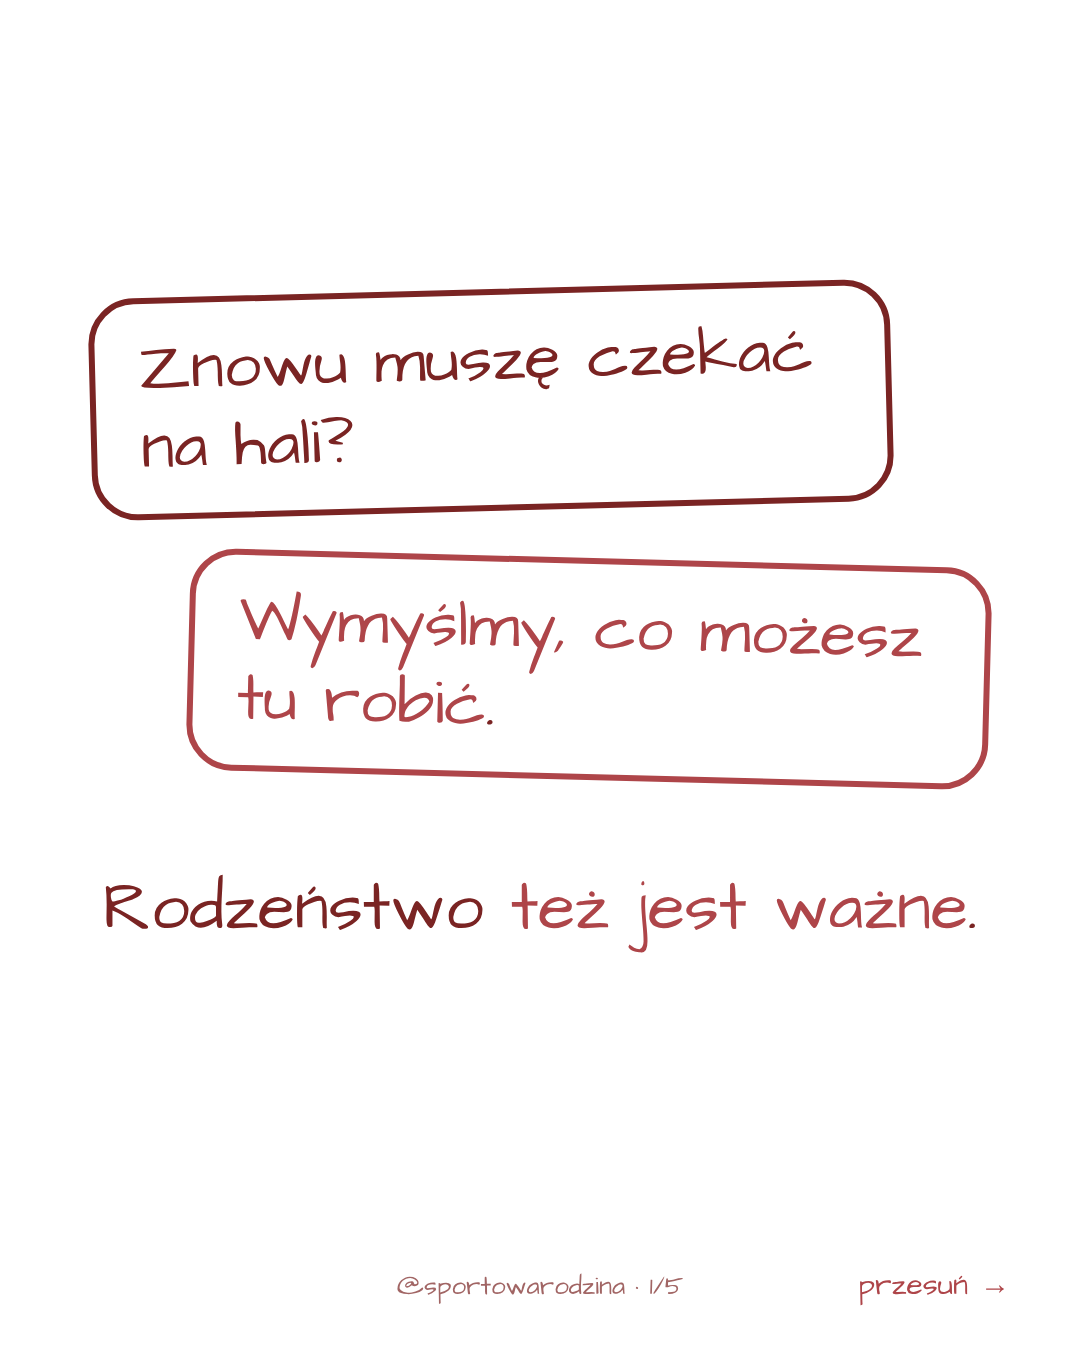 Znowu muszę czekać
na hali?
Wymyślmy, co możesz
tu robić.
Rodzeństwo też jest ważne.
@sportowarodzina · 1/5
przesuń →